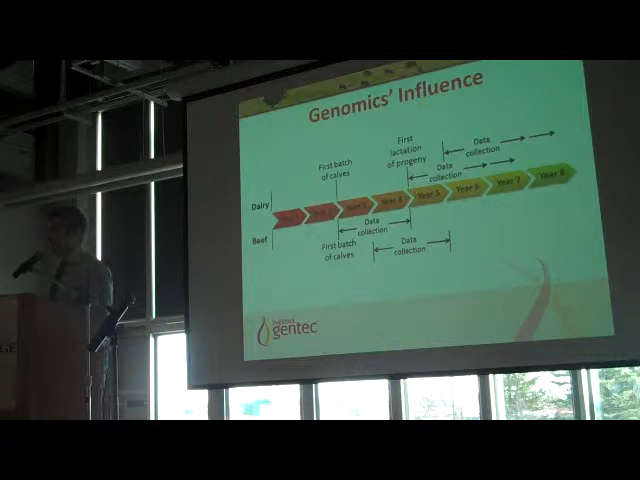 Genomics' Influence
First
lactation
of progeny
Data
collection
First batch
of calves
Data
collection
Dairy
Year 3
Year 4
Year 5
Year 6
Year 7
Year 8
Beef
Data
collection
First batch
of calves
Data
collection
livestock
gentec